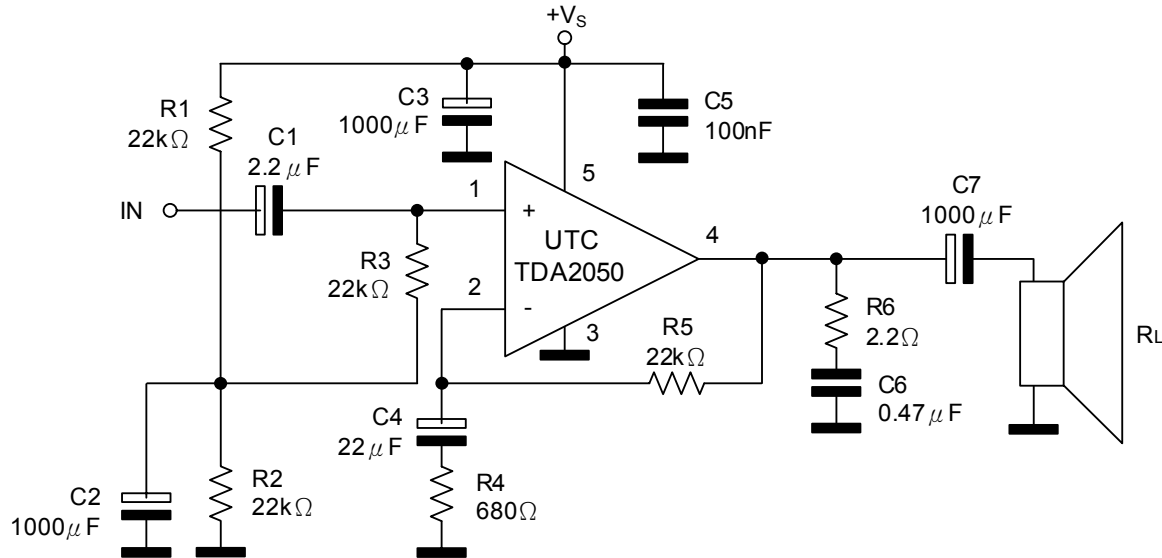 +VS
R1
22kΩ
C1
2.2μF
C3
1000μF
C5
100nF
IN
1
5
+
UTC
TDA2050
4
C7
1000μF
R3
22kΩ
2
-
3
R5
22kΩ
R6
2.2Ω
RL
C4
22μF
C6
0.47μF
C2
1000μF
R2
22kΩ
R4
680Ω